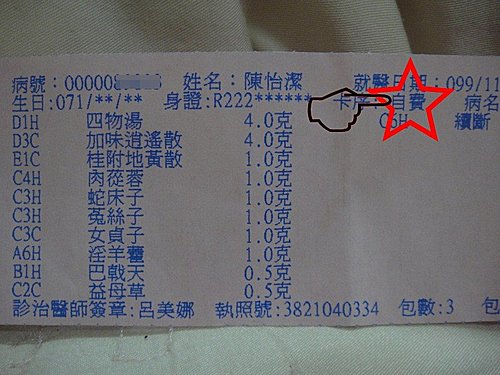 病號：000008 姓名：陳怡潔 就醫日期：099/11
生日:071/**/** 身證:R222****** 自費 病名
D1H 四物湯 4.0克 C6H 續斷
D3C 加味逍遙散 4.0克
B1C 桂附地黃散 1.0克
C4H 肉蓯蓉 1.0克
C3H 蛇床子 1.0克
C3H 菟絲子 1.0克
C3C 女貞子 1.0克
A6H 淫羊藿 1.0克
B1H 巴戟天 0.5克
C2C 益母草 0.5克
診治醫師簽章:呂美娜 執照號:3821040334 包數:3 包